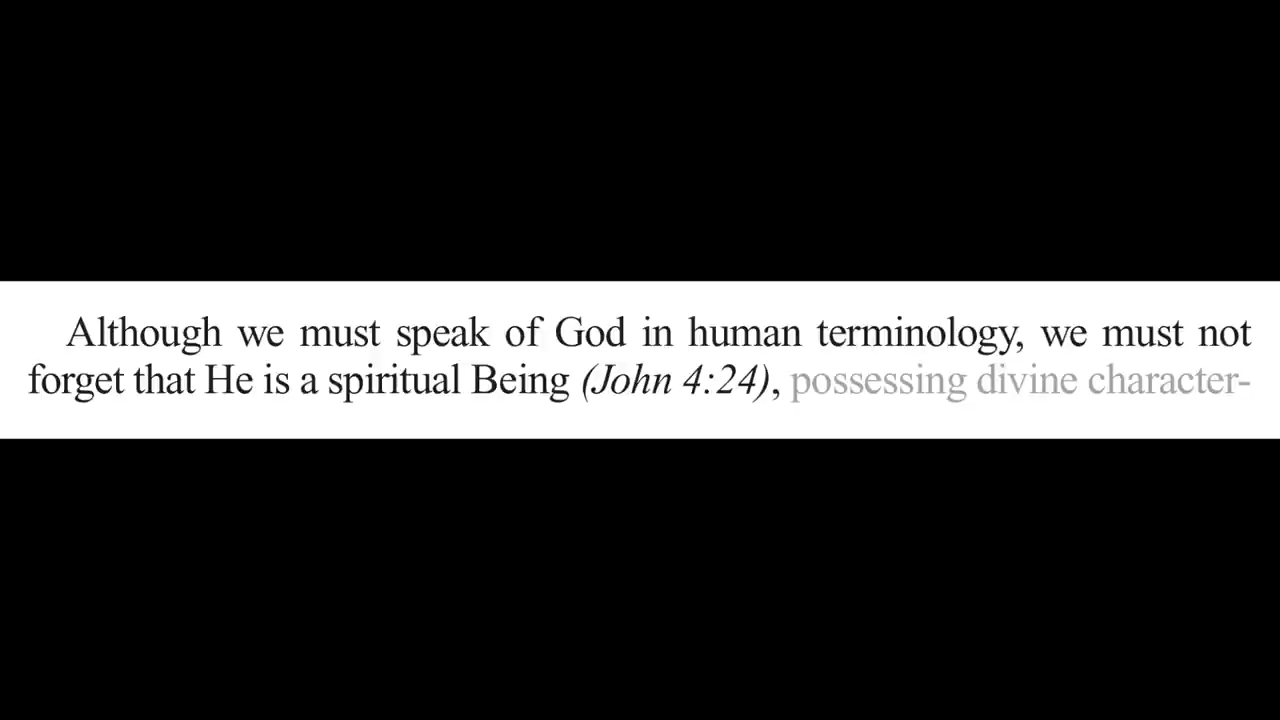 Although we must speak of God in human terminology, we must not
forget that He is a spiritual Being (John 4:24), possessing divine character-